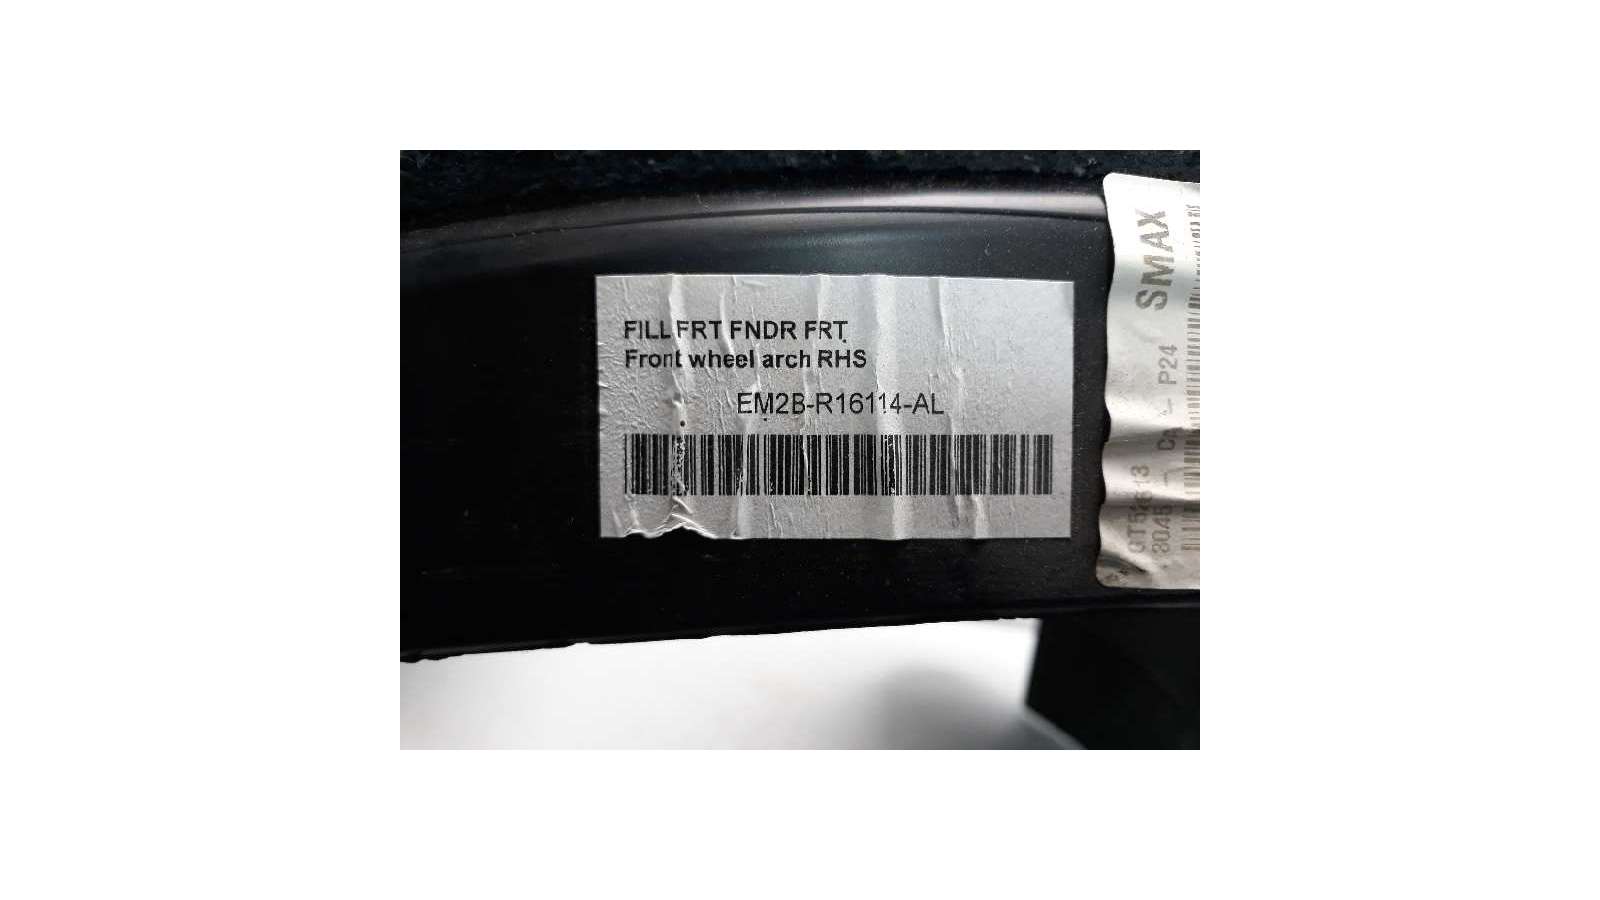 FILL FRT FNDR FRT
Front wheel arch RHS
EM2B-R16114-AL
SMAX
P24